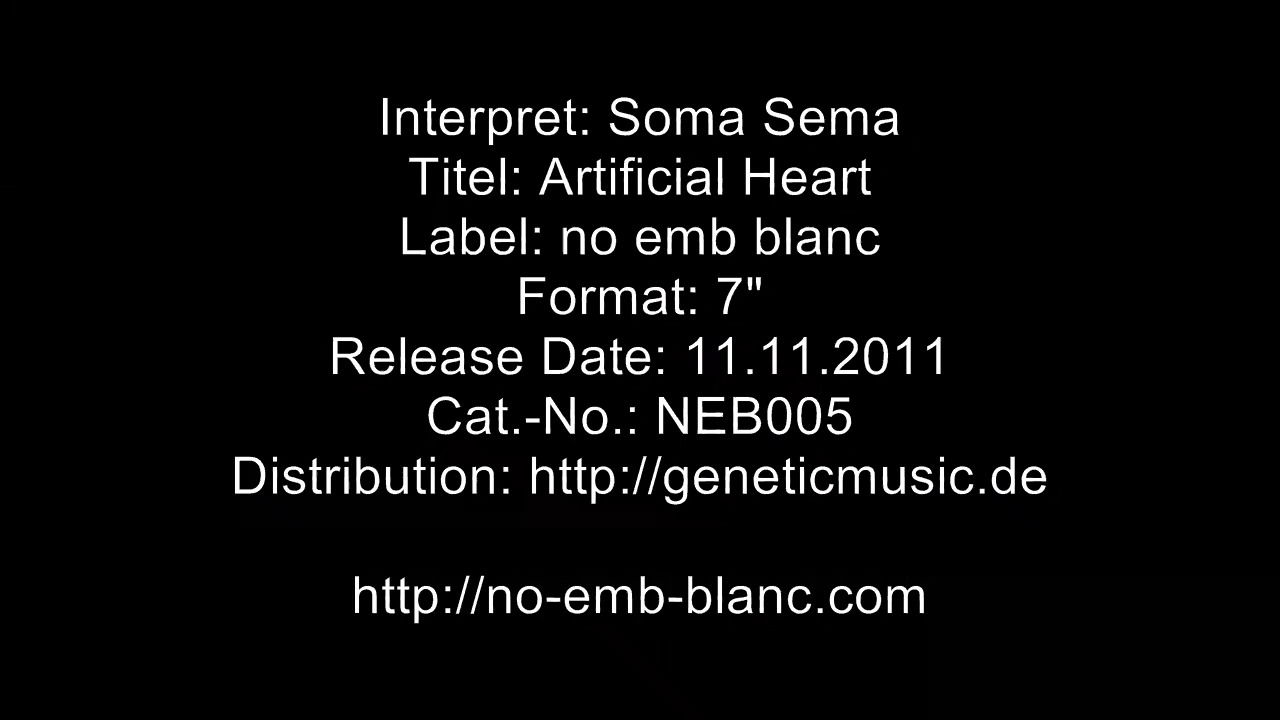 Interpret: Soma Sema
Titel: Artificial Heart
Label: no emb blanc
Format: 7"
Release Date: 11.11.2011
Cat.-No.: NEB005
Distribution: http://geneticmusic.de
http://no-emb-blanc.com